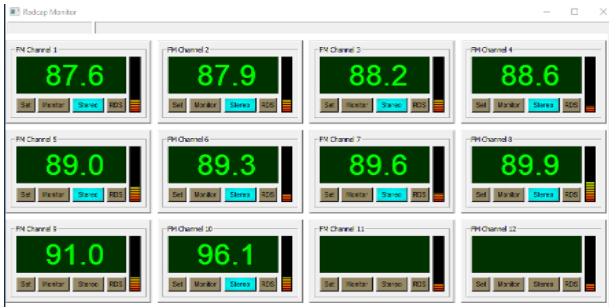 Radcap Monitor
FM Channel 1
87.6
Set Monitor Stereo RDS
FM Channel 2
87.9
Set Monitor Stereo RDS
FM Channel 3
88.2
Set Monitor Stereo RDS
FM Channel 4
88.6
Set Monitor Stereo RDS
FM Channel 5
89.0
Set Monitor Stereo RDS
FM Channel 6
89.3
Set Monitor Stereo RDS
FM Channel 7
89.6
Set Monitor Stereo RDS
FM Channel 8
89.9
Set Monitor Stereo RDS
FM Channel 9
91.0
Set Monitor Stereo RDS
FM Channel 10
96.1
Set Monitor Stereo RDS
FM Channel 11
Set Monitor Stereo RDS
FM Channel 12
Set Monitor Stereo RDS